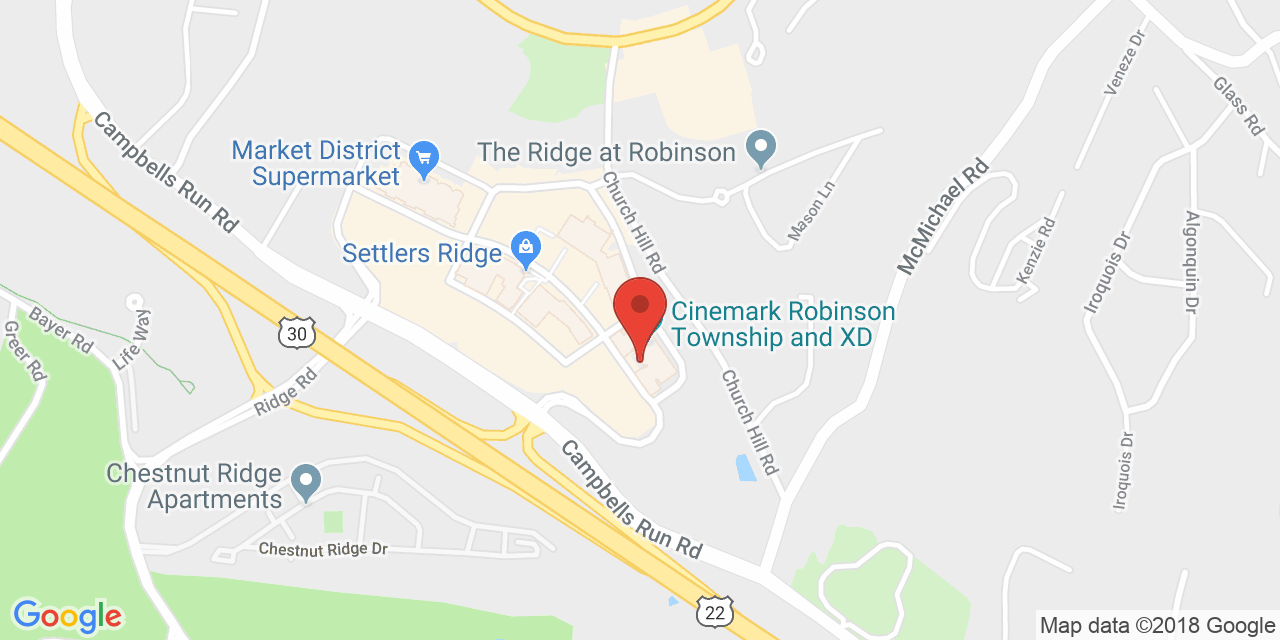 Veneze Dr
Glass Rd
Campbells Run Rd
Market District
Supermarket
The Ridge at Robinson
Church Hill Rd
Mason Ln
McMichael Rd
Settlers Ridge
Kenzie Rd
Iroquois Dr
Algonquin Dr
Cinemark Robinson
Township and XD
30
Bayer Rd
Greer Rd
Life Way
Ridge Rd
Church Hill Rd
Chestnut Ridge
Apartments
Campbells Run Rd
Iroquois Dr
Chestnut Ridge Dr
22
Google
Map data ©2018 Google